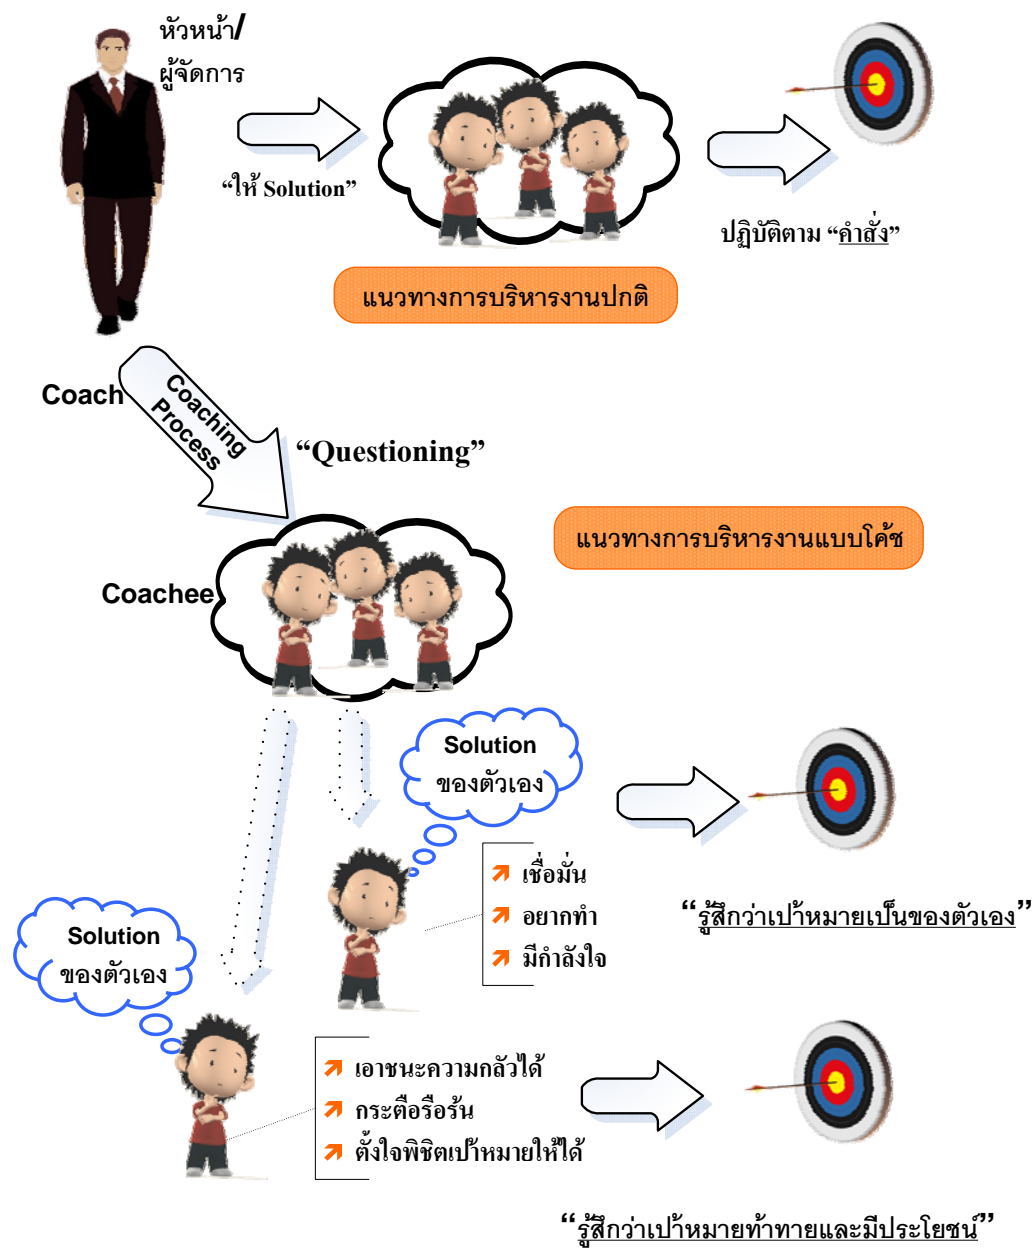 หัวหน้า/
ผู้จัดการ
“ให้ Solution”
ปฏิบัติตาม “คำสั่ง”
แนวทางการบริหารงานปกติ
Coach
Coaching
Process
“Questioning”
แนวทางการบริหารงานแบบโค้ช
Coachee
Solution
ของตัวเอง
เชื่อมั่น
อยากทำ
มีกำลังใจ
“รู้สึกว่าเป้าหมายเป็นของตัวเอง”
Solution
ของตัวเอง
เอาชนะความกลัวได้
กระตือรือร้น
ตั้งใจพิชิตเป้าหมายให้ได้
“รู้สึกว่าเป้าหมายท้าทายและมีประโยชน์”